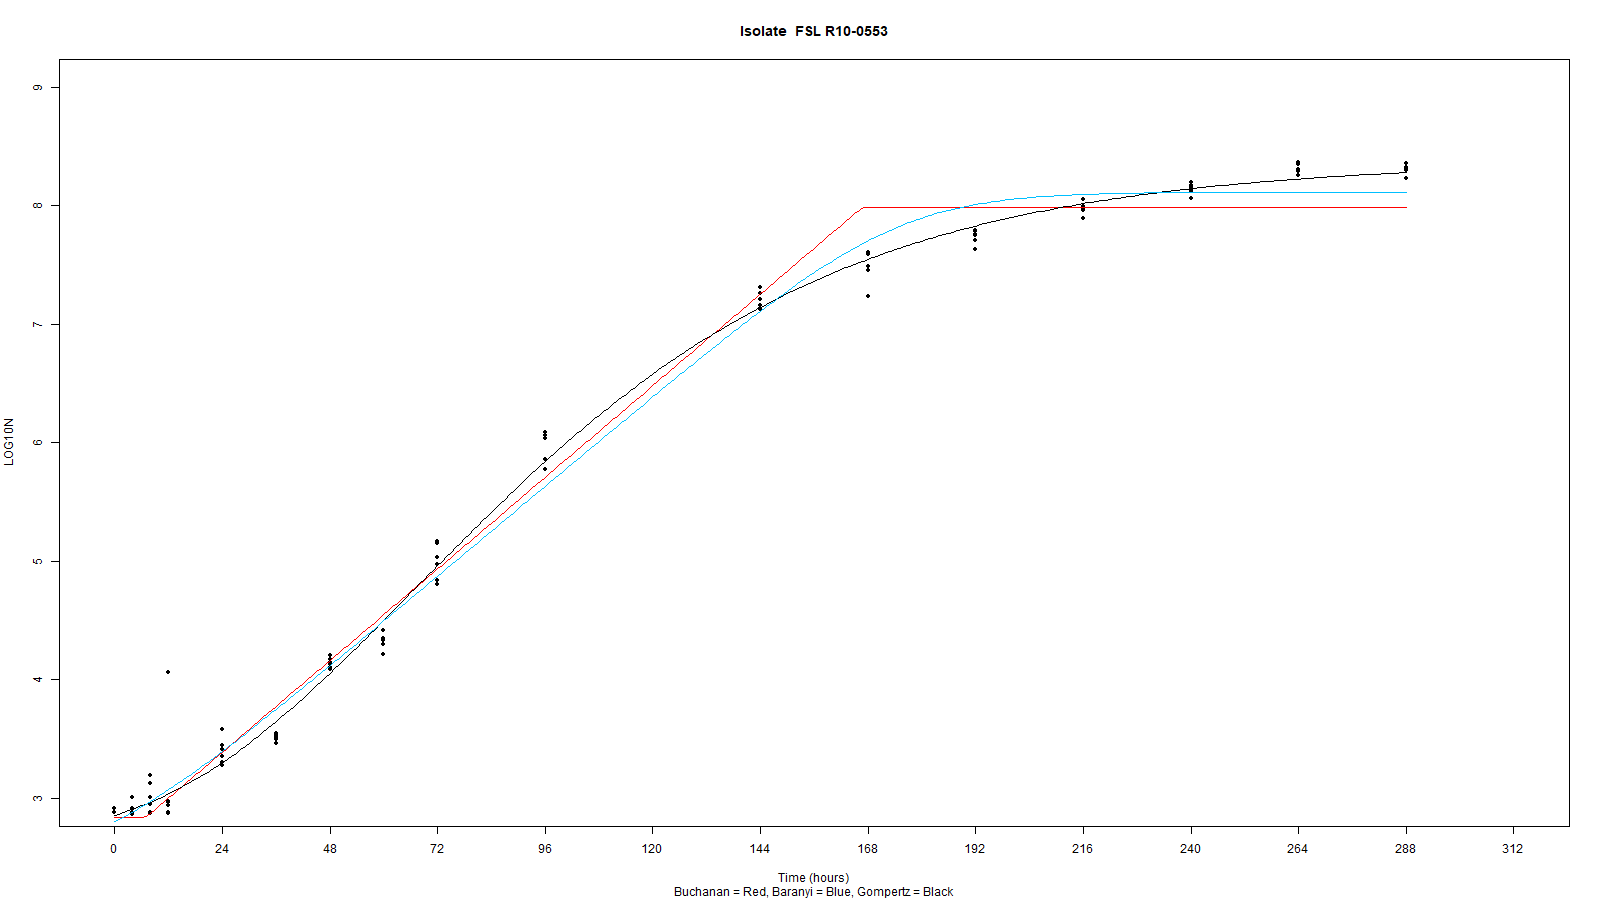 Isolate  FSL R10-0553
9
8
7
6
5
4
3
LOG10N
0 24 48 72 96 120 144 168 192 216 240 264 288 312
Time (hours)
Buchanan = Red, Baranyi = Blue, Gompertz = Black